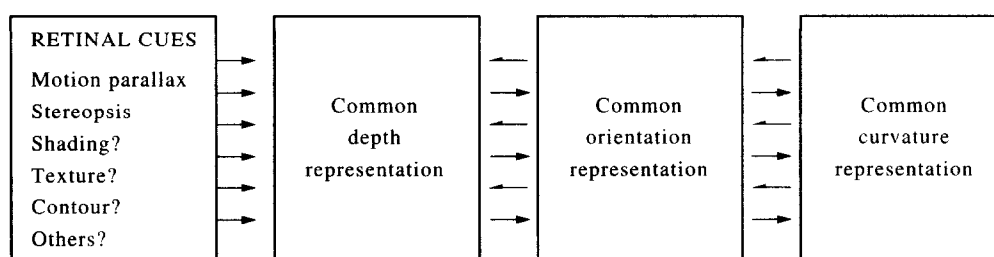 RETINAL CUES
Motion parallax
Stereopsis
Shading?
Texture?
Contour?
Others?
Common
depth
representation
Common
orientation
representation
Common
curvature
representation